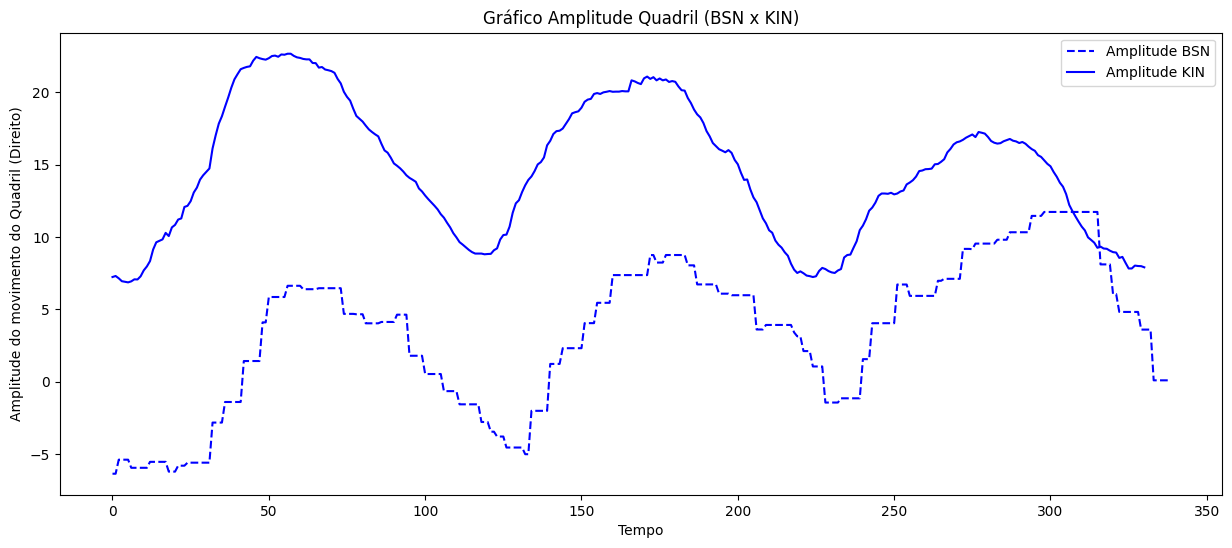 Gráfico Amplitude Quadril (BSN x KIN)
Amplitude BSN
Amplitude KIN
Amplitude do movimento do Quadril (Direito)
20
15
10
5
0
−5
0 50 100 150 200 250 300 350
Tempo